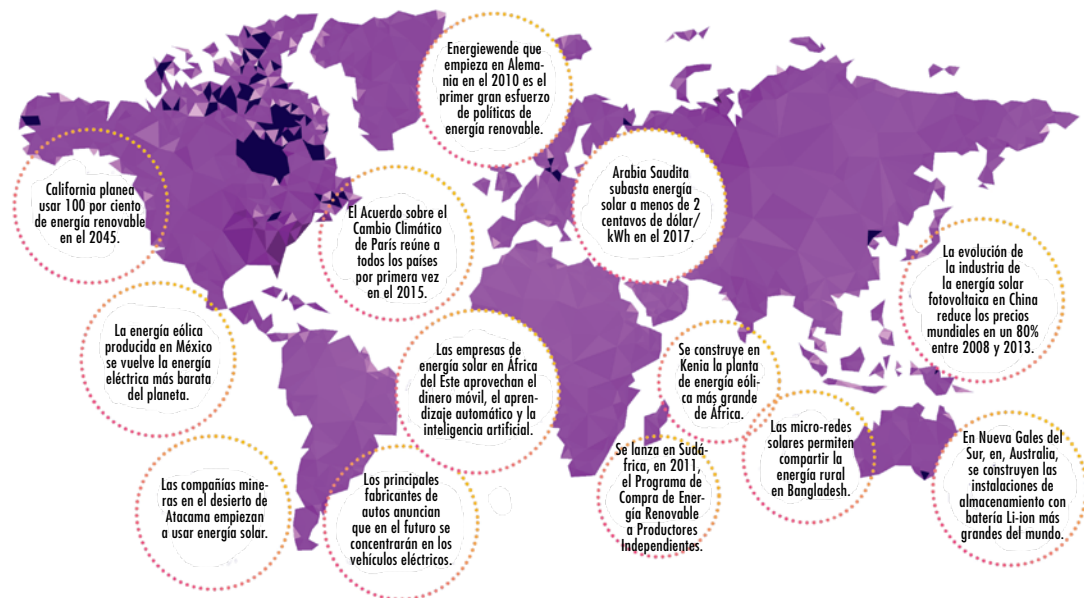 Energiewende que
empieza en Alema-
nia en el 2010 es el
primer gran esfuerzo
de políticas de
energía renovable.
California planea
usar 100 por ciento
de energía renovable
en el 2045.
El Acuerdo sobre el
Cambio Climático
de París reúne a
todos los países
por primera vez
en el 2015.
Arabia Saudita
subasta energía
solar a menos de 2
centavos de dólar/
kWh en el 2017.
La evolución de
la industria de
la energía solar
fotovoltaica en China
reduce los precios
mundiales en un 80%
entre 2008 y 2013.
La energía eólica
producida en México
se vuelve la energía
eléctrica más barata
del planeta.
Las empresas de
energía solar en África
del Este aprovechan el
dinero móvil, el apren-
dizaje automático y la
inteligencia artificial.
Se construye en
Kenia la planta
de energía eóli-
ca más grande
de África.
Las compañías mine-
ras en el desierto de
Atacama empiezan
a usar energía solar.
Los principales
fabricantes de
autos anuncian
que en el futuro se
concentrarán en los
vehículos eléctricos.
Se lanza en Sudá-
frica, en 2011,
el Programa de
Compra de Ener-
gía Renovable
a Productores
Independientes.
Las micro-redes
solares permiten
compartir la
energía rural
en Bangladesh.
En Nueva Gales del
Sur, en, Australia,
se construyen las
instalaciones de
almacenamiento con
batería Li-ion más
grandes del mundo.